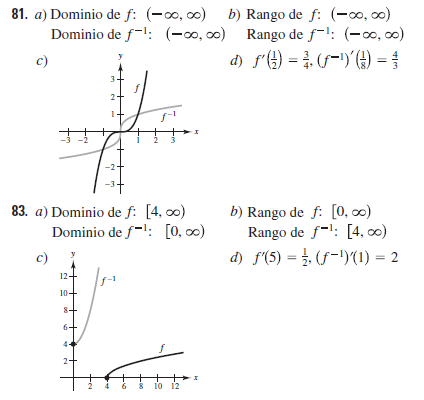 81. a) Dominio de f: (−∞, ∞) b) Rango de f: (−∞, ∞)
Dominio de f⁻¹: (−∞, ∞) Rango de f⁻¹: (−∞, ∞)
c) d) f′(1/2) = 3/4, (f⁻¹)′(1/8) = 4/3
y
3
f
2
1
f⁻¹
−3 −2 1 2 3 x
−2
−3
83. a) Dominio de f: [4, ∞) b) Rango de f: [0, ∞)
Dominio de f⁻¹: [0, ∞) Rango de f⁻¹: [4, ∞)
c) d) f′(5) = 1/2, (f⁻¹)′(1) = 2
y
12
f⁻¹
10
8
6
4
f
2
2 4 6 8 10 12 x